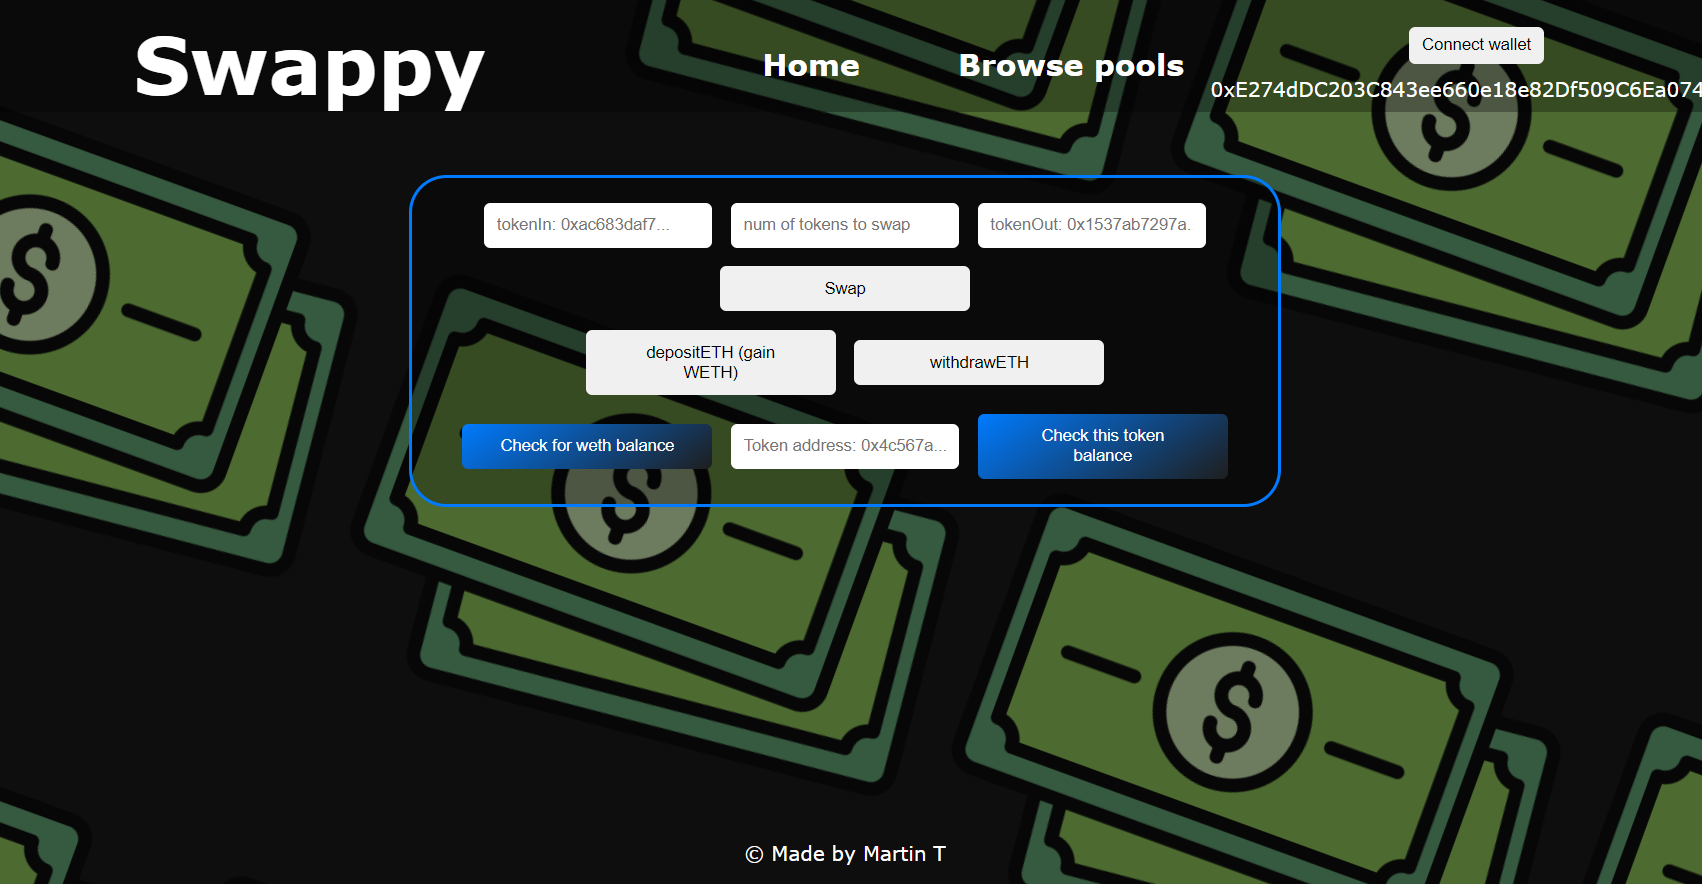 Swappy
Home
Browse pools
Connect wallet
0xE274dDC203C843ee660e18e82Df509C6Ea074
tokenIn: 0xac683daf7...
num of tokens to swap
tokenOut: 0x1537ab7297a.
Swap
depositETH (gain
WETH)
withdrawETH
Check for weth balance
Token address: 0x4c567a...
Check this token
balance
© Made by Martin T